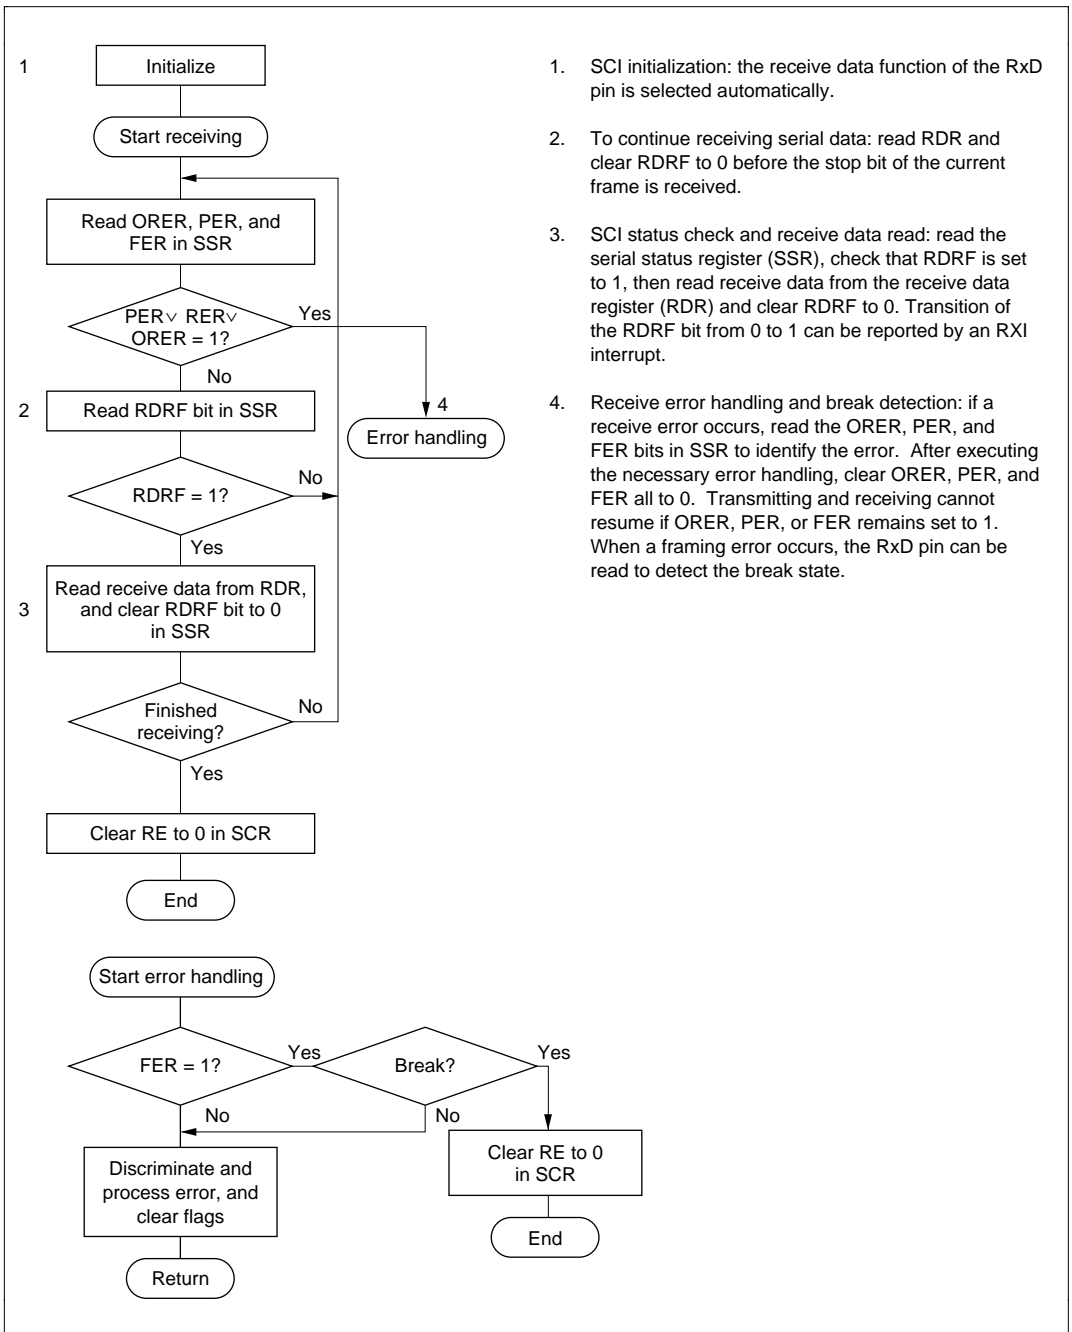 1
Initialize
Start receiving
Read ORER, PER, and
FER in SSR
PER∨ RER∨
ORER = 1?
Yes
No
2
Read RDRF bit in SSR
4
Error handling
RDRF = 1?
No
Yes
3
Read receive data from RDR,
and clear RDRF bit to 0
in SSR
Finished
receiving?
No
Yes
Clear RE to 0 in SCR
End
1. SCI initialization: the receive data function of the RxD
pin is selected automatically.
2. To continue receiving serial data: read RDR and
clear RDRF to 0 before the stop bit of the current
frame is received.
3. SCI status check and receive data read: read the
serial status register (SSR), check that RDRF is set
to 1, then read receive data from the receive data
register (RDR) and clear RDRF to 0. Transition of
the RDRF bit from 0 to 1 can be reported by an RXI
interrupt.
4. Receive error handling and break detection: if a
receive error occurs, read the ORER, PER, and
FER bits in SSR to identify the error. After executing
the necessary error handling, clear ORER, PER, and
FER all to 0. Transmitting and receiving cannot
resume if ORER, PER, or FER remains set to 1.
When a framing error occurs, the RxD pin can be
read to detect the break state.
Start error handling
FER = 1?
Yes
Break?
Yes
No
No
Discriminate and
process error, and
clear flags
Return
Clear RE to 0
in SCR
End